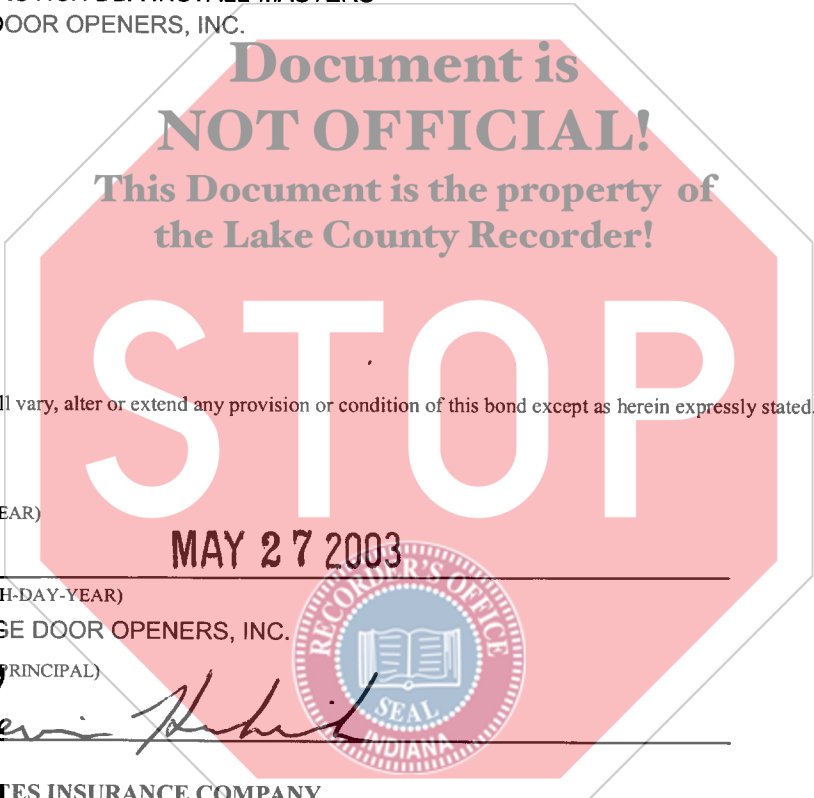 DOOR OPENERS, INC.
Document is
NOT OFFICIAL!
This Document is the property of
the Lake County Recorder!
STOP
ll vary, alter or extend any provision or condition of this bond except as herein expressly stated.
EAR)
MAY 27 2003
H-DAY-YEAR)
GE DOOR OPENERS, INC.
PRINCIPAL)
RECORDER'S OFFICE
SEAL
INDIANA
TES INSURANCE COMPANY